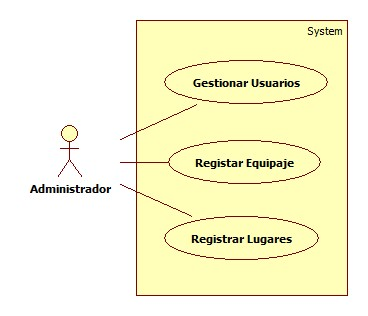 System
Gestionar Usuarios
Registar Equipaje
Administrador
Registrar Lugares